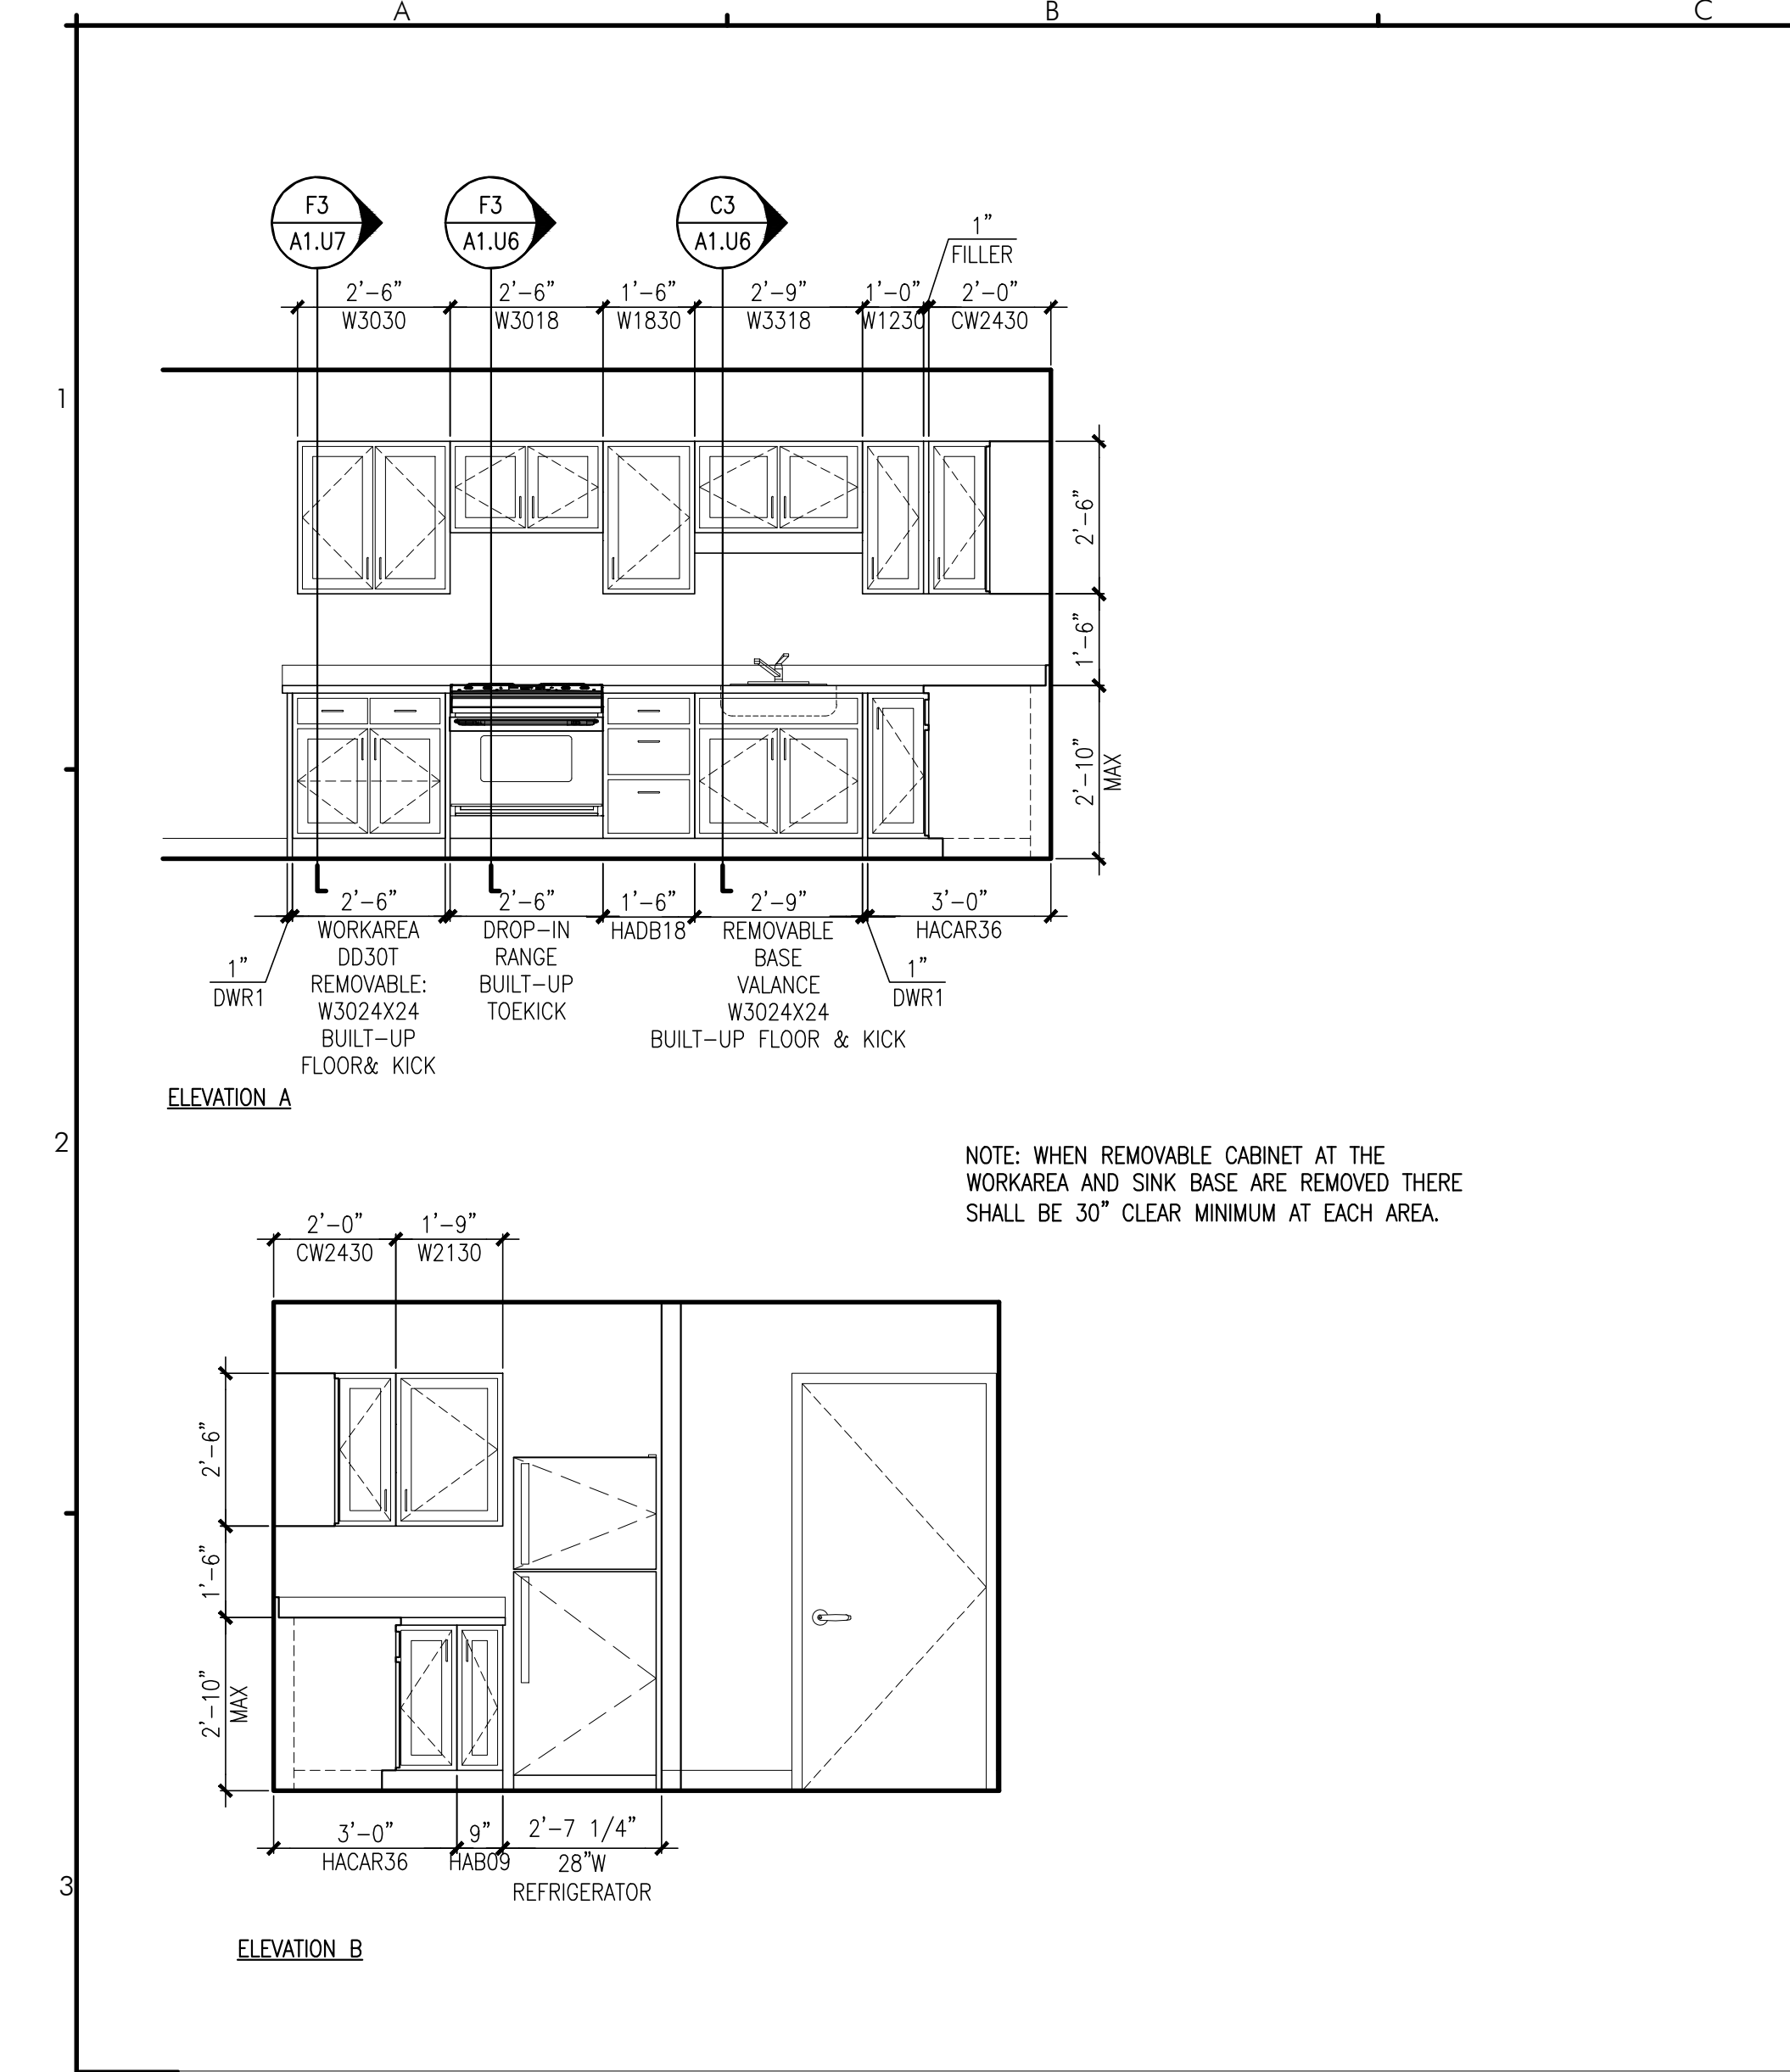 A B C
F3 F3 C3
A1.U7 A1.U6 A1.U6
1”
FILLER
2’–6” 2’–6” 1’–6” 2’–9” 1’–0” 2’–0”
W3030 W3018 W1830 W3318 W1230 CW2430
1
2’–6”
1’–6”
2’–10”
MAX
2’–6” 2’–6” 1’–6” 2’–9” 3’–0”
WORKAREA
DD30T
REMOVABLE:
W3024X24
BUILT–UP
FLOOR& KICK
DROP–IN
RANGE
BUILT–UP
TOEKICK
HADB18
REMOVABLE
BASE
VALANCE
W3024X24
BUILT–UP FLOOR & KICK
HACAR36
1”
DWR1
1”
DWR1
ELEVATION A
2
NOTE: WHEN REMOVABLE CABINET AT THE
WORKAREA AND SINK BASE ARE REMOVED THERE
SHALL BE 30” CLEAR MINIMUM AT EACH AREA.
2’–0” 1’–9”
CW2430 W2130
2’–6”
1’–6”
2’–10”
MAX
3’–0” 9” 2’–7 1/4”
HACAR36 HAB09 28”W
REFRIGERATOR
3
ELEVATION B